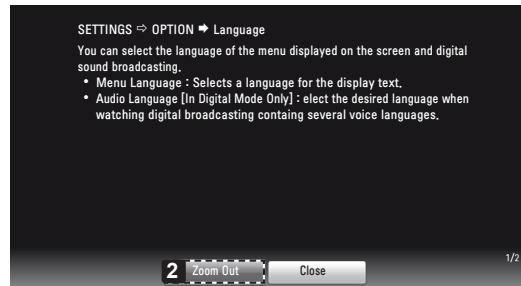 SETTINGS ⇨ OPTION ➡ Language
You can select the language of the menu displayed on the screen and digital
sound broadcasting.
• Menu Language : Selects a language for the display text.
• Audio Language [In Digital Mode Only] : elect the desired language when
watching digital broadcasting containg several voice languages.
1/2
2 Zoom Out Close